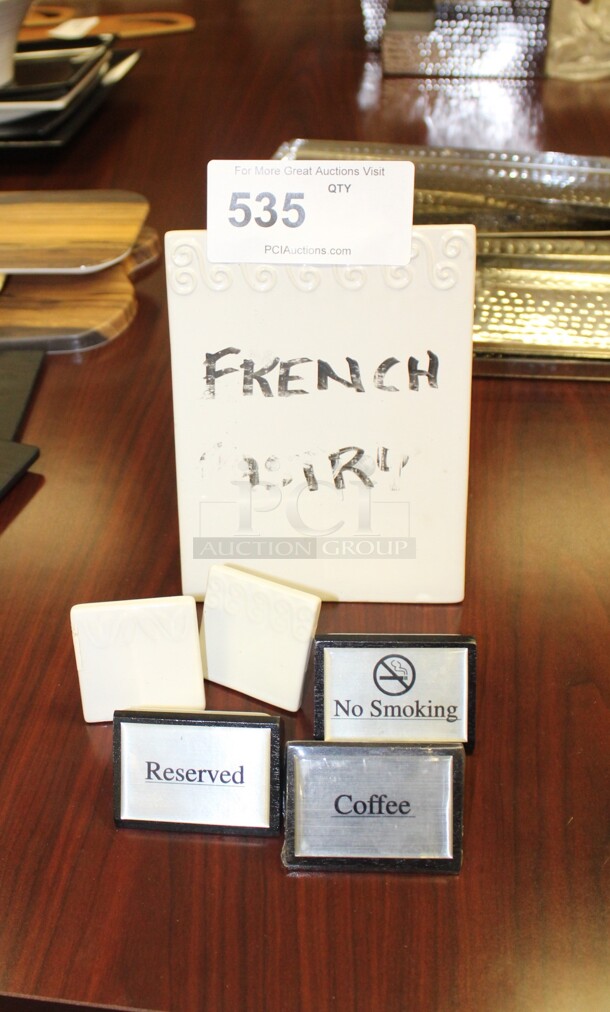 For More Great Auctions Visit
535 QTY
PCIAuctions.com
FRENCH
PCI
AUCTION GROUP
No Smoking
Reserved
Coffee